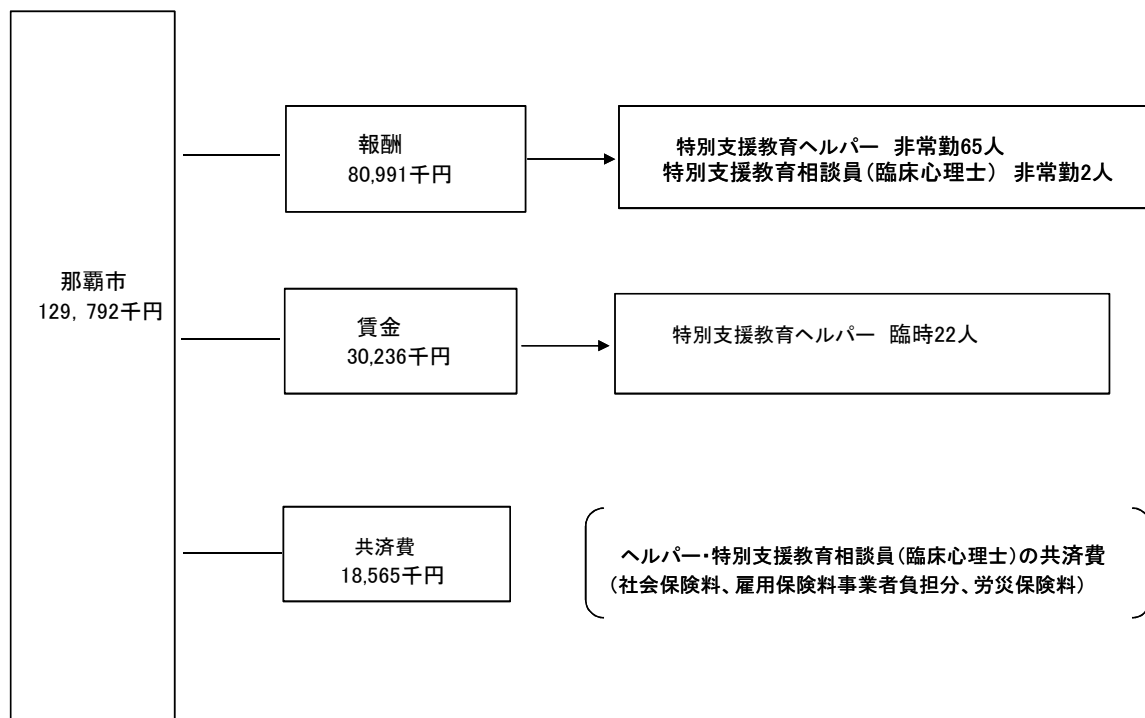 那覇市
129，792千円
報酬
80,991千円
特別支援教育ヘルパー 非常勤65人
特別支援教育相談員（臨床心理士） 非常勤2人
賃金
30,236千円
特別支援教育ヘルパー 臨時22人
共済費
18,565千円
ヘルパー・特別支援教育相談員（臨床心理士）の共済費
（社会保険料、雇用保険料事業者負担分、労災保険料）